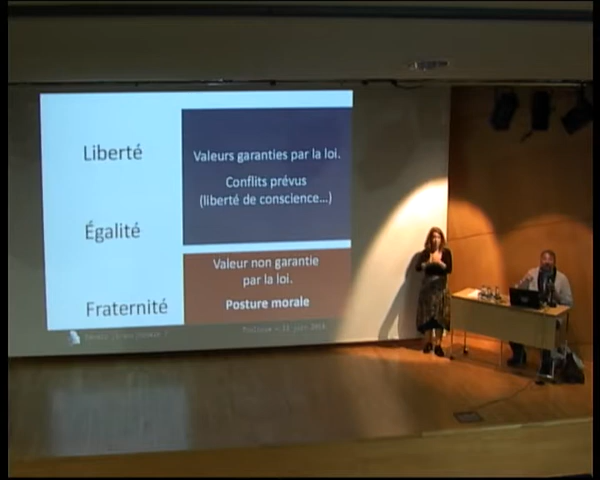 Liberté
Valeurs garanties par la loi.
Conflits prévus
(liberté de conscience...)
Égalité
Valeur non garantie
par la loi.
Posture morale
Fraternité
juin